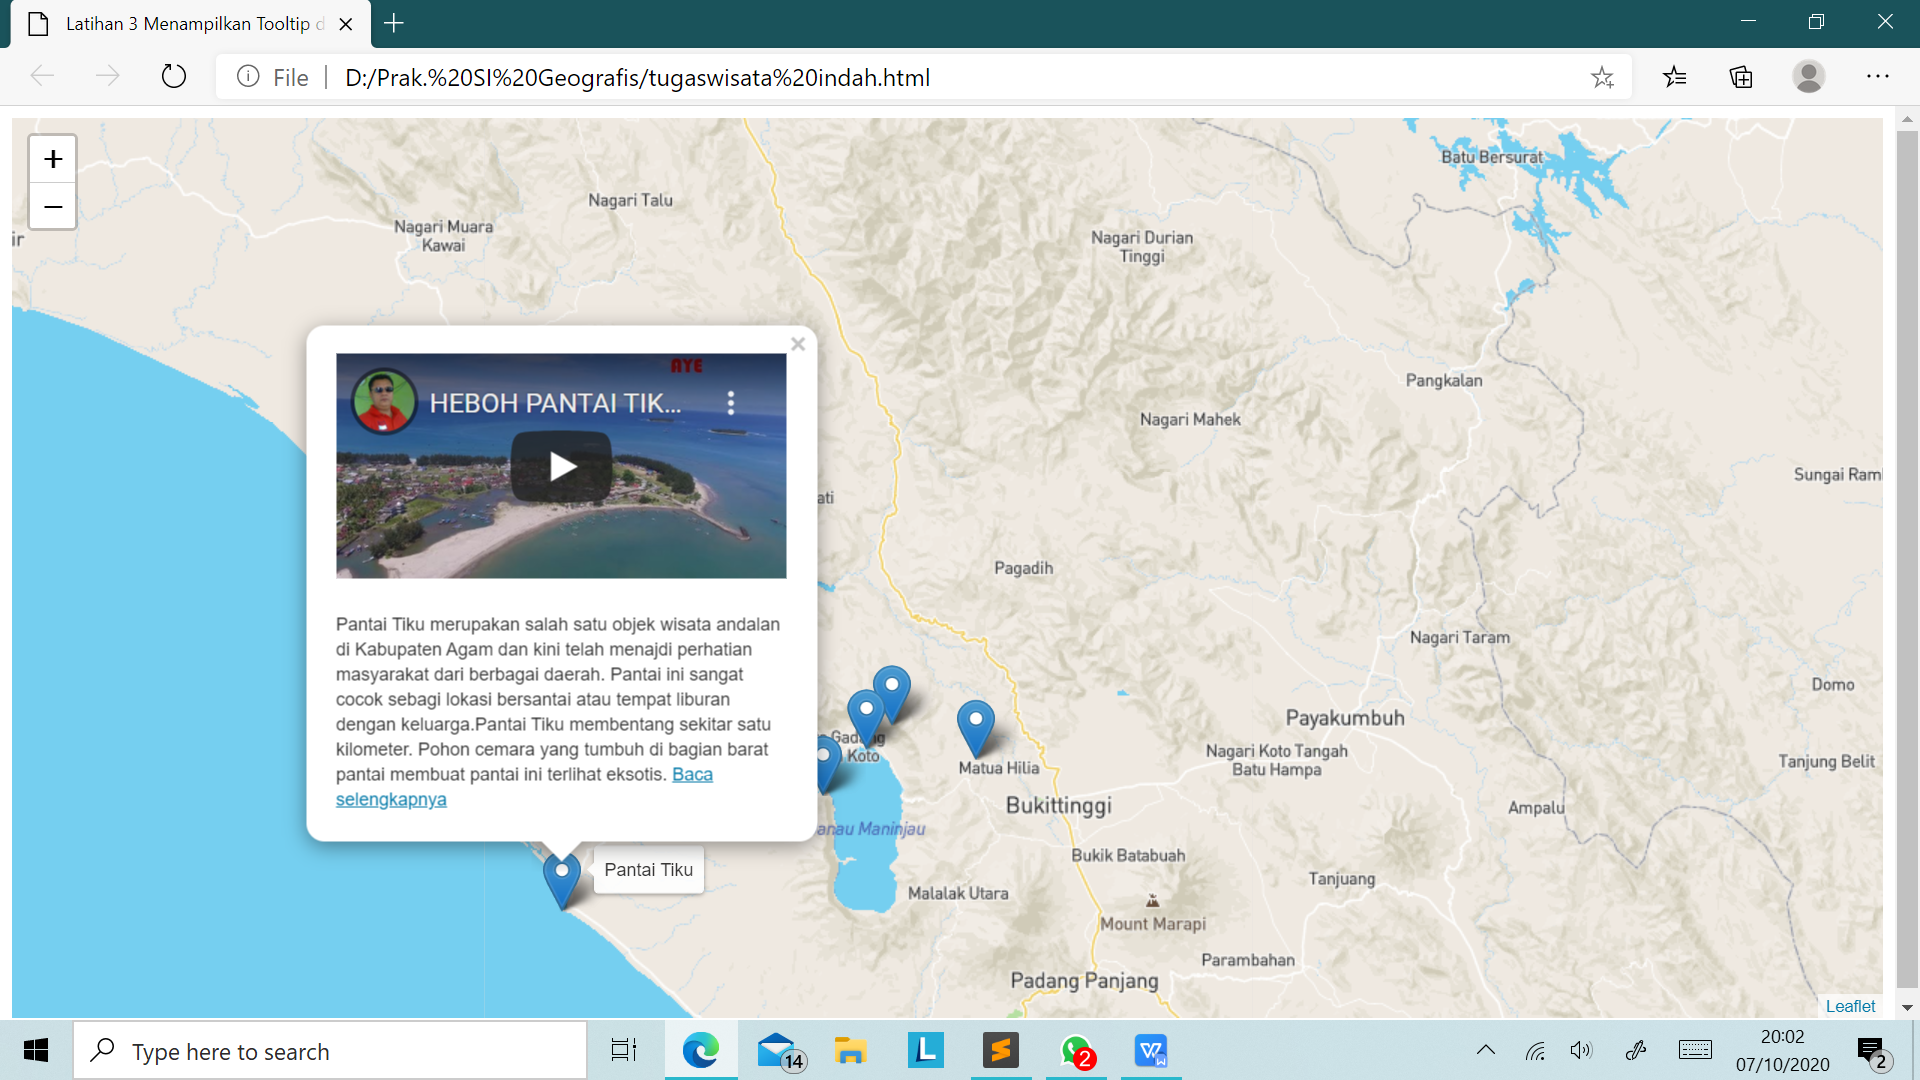 Latihan 3 Menampilkan Tooltip d
File
D:/Prak.%20SI%20Geografis/tugaswisata%20indah.html
+
−
ir
Nagari Talu
Nagari Muara
Kawai
Batu Bersurat
Nagari Durian
Tinggi
Pangkalan
Nagari Mahek
Sungai Ram
AYE
HEBOH PANTAI TIK...
ati
Pagadih
Nagari Taram
Domo
Payakumbuh
Nagari Koto Tangah
Batu Hampa
Tanjung Belit
Gadang
Koto
Matua Hilia
Bukittinggi
Ampalu
anau Maninjau
Bukik Batabuah
Tanjuang
Malalak Utara
Mount Marapi
Parambahan
Padang Panjang
Pantai Tiku merupakan salah satu objek wisata andalan
di Kabupaten Agam dan kini telah menajdi perhatian
masyarakat dari berbagai daerah. Pantai ini sangat
cocok sebagi lokasi bersantai atau tempat liburan
dengan keluarga.Pantai Tiku membentang sekitar satu
kilometer. Pohon cemara yang tumbuh di bagian barat
pantai membuat pantai ini terlihat eksotis. Baca
selengkapnya
Pantai Tiku
Leaflet
Type here to search
14
L
2
W
20:02
07/10/2020
2